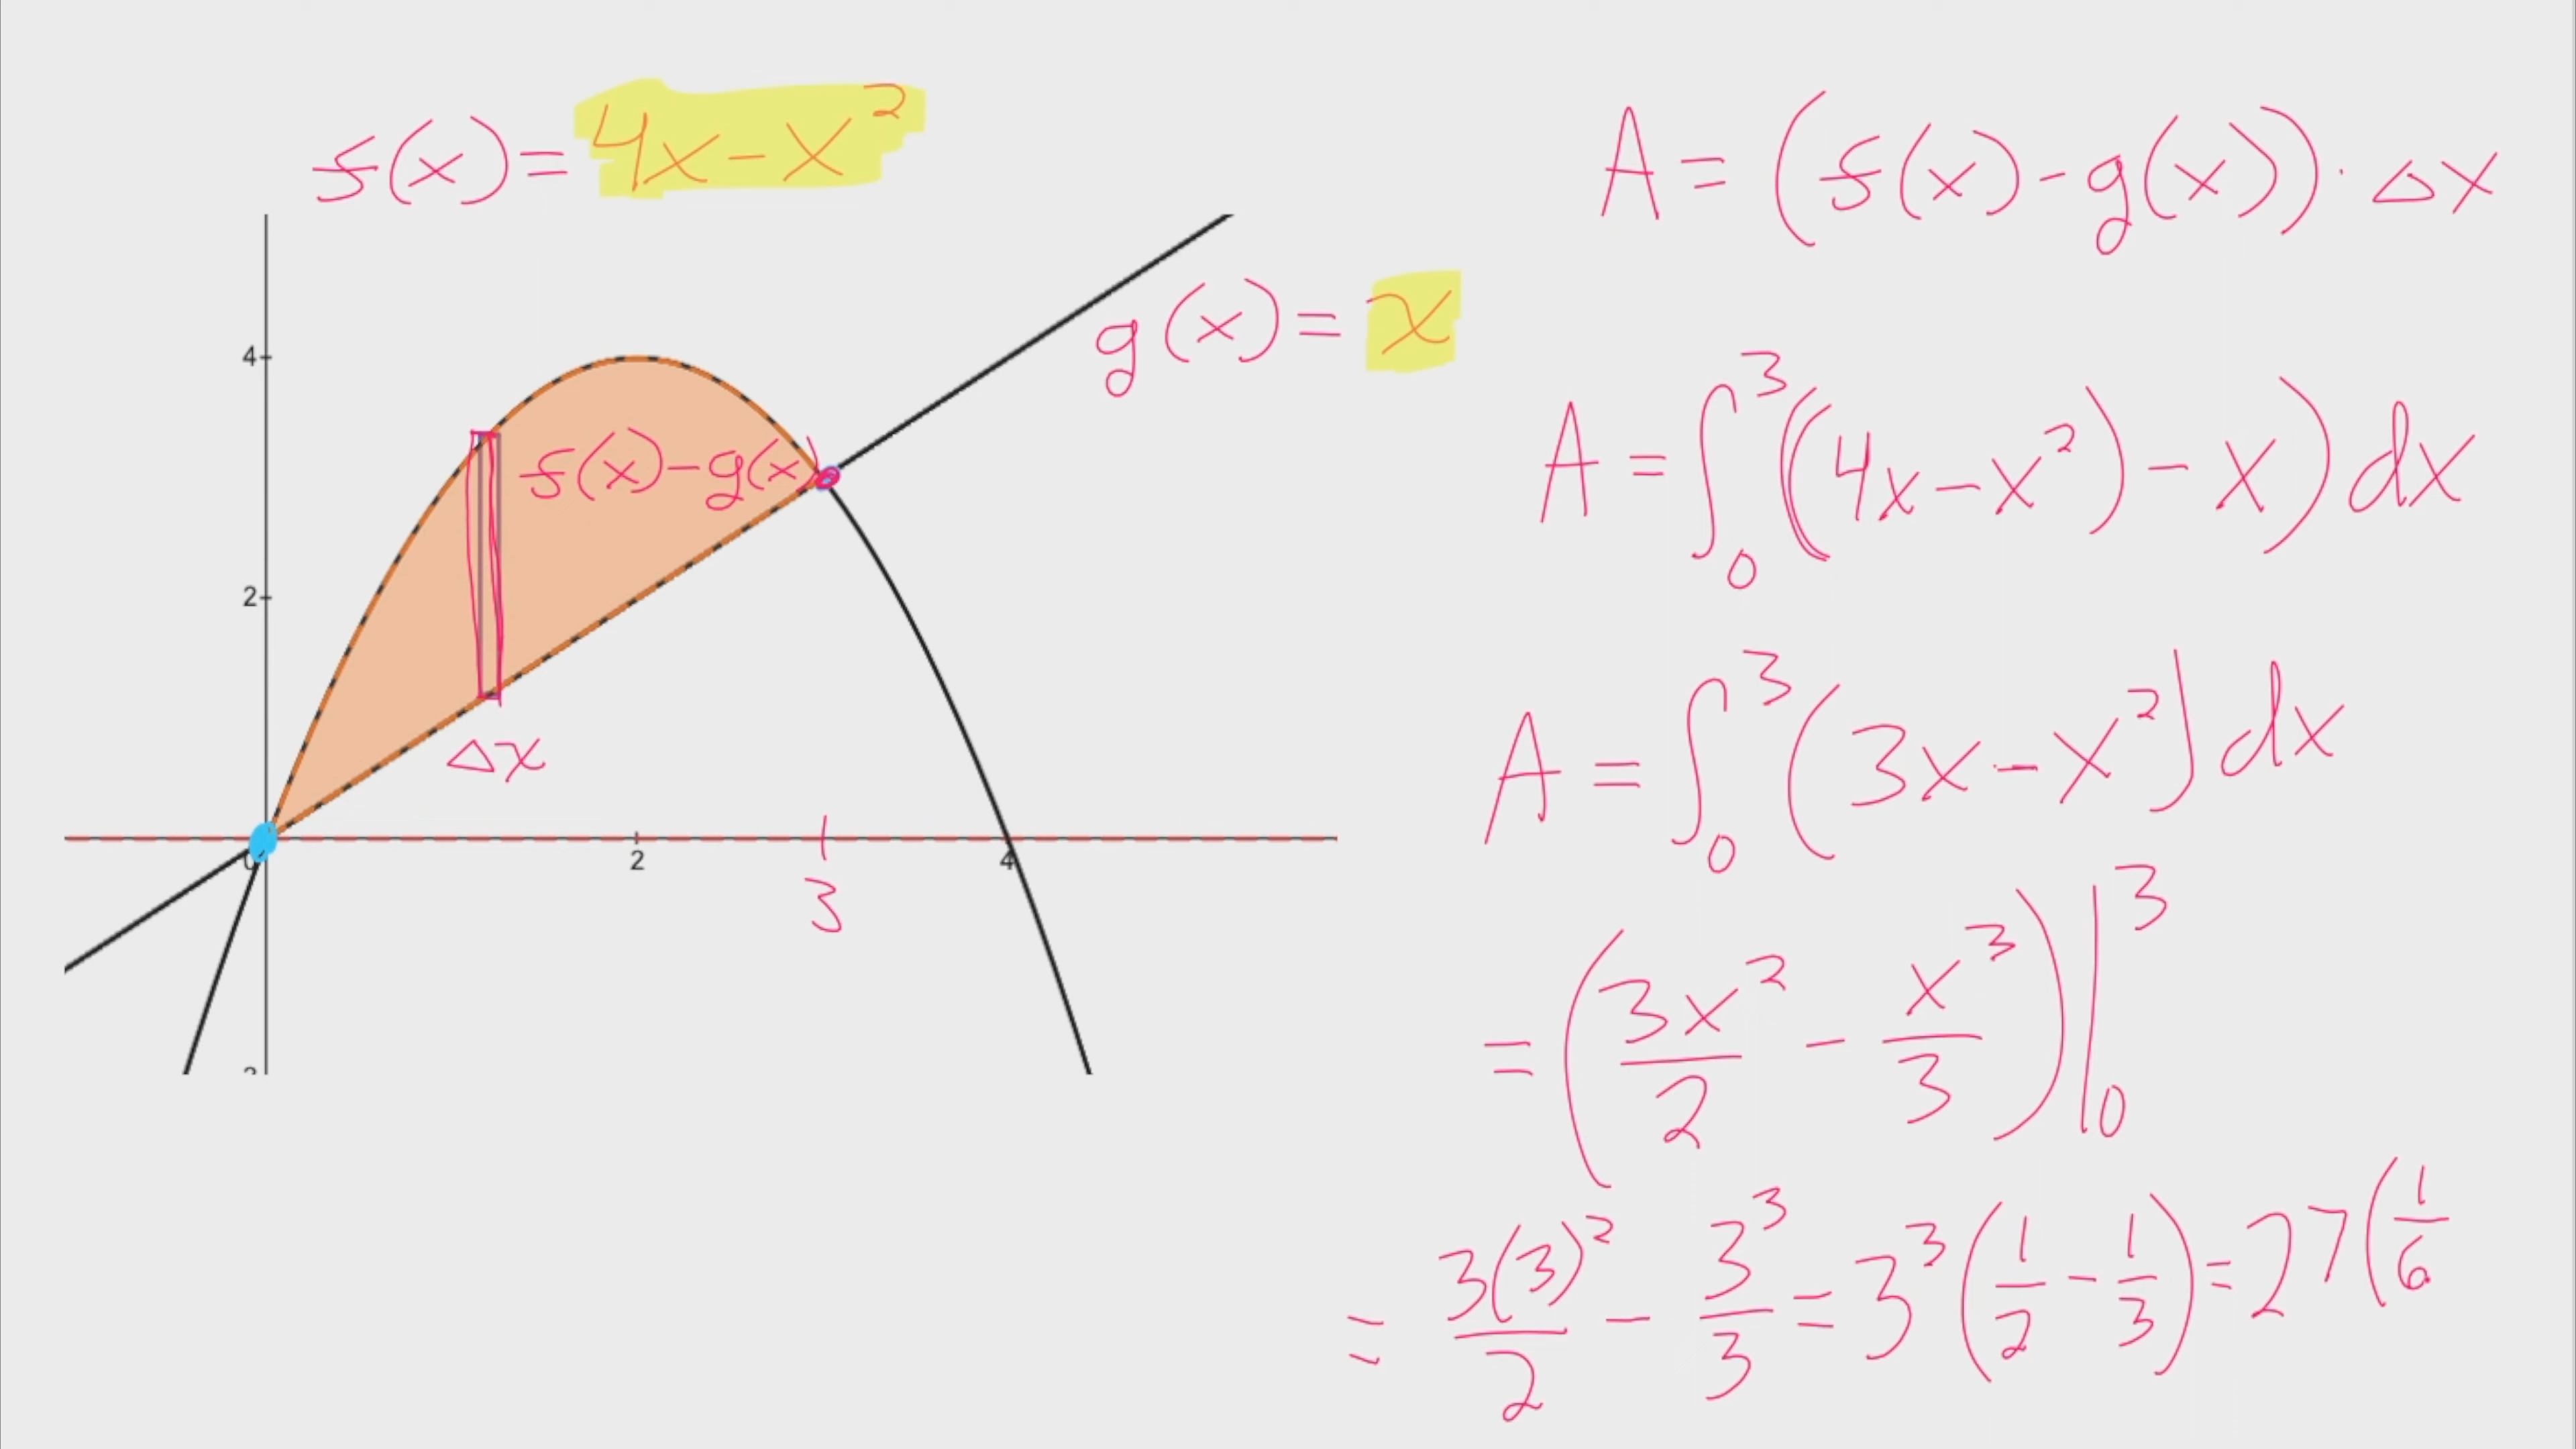 f(x) = 4x - x²
A = (f(x) - g(x)) · Δx
g(x) = x
4
f(x) - g(x)
A = ∫₀³ ((4x - x²) - x) dx
2
Δx
A = ∫₀³ (3x - x²) dx
0 2 4
3
= (3x²/2 - x³/3) |₀³
= 3(3)²/2 - 3³/3 = 3³(1/2 - 1/3) = 27(1/6